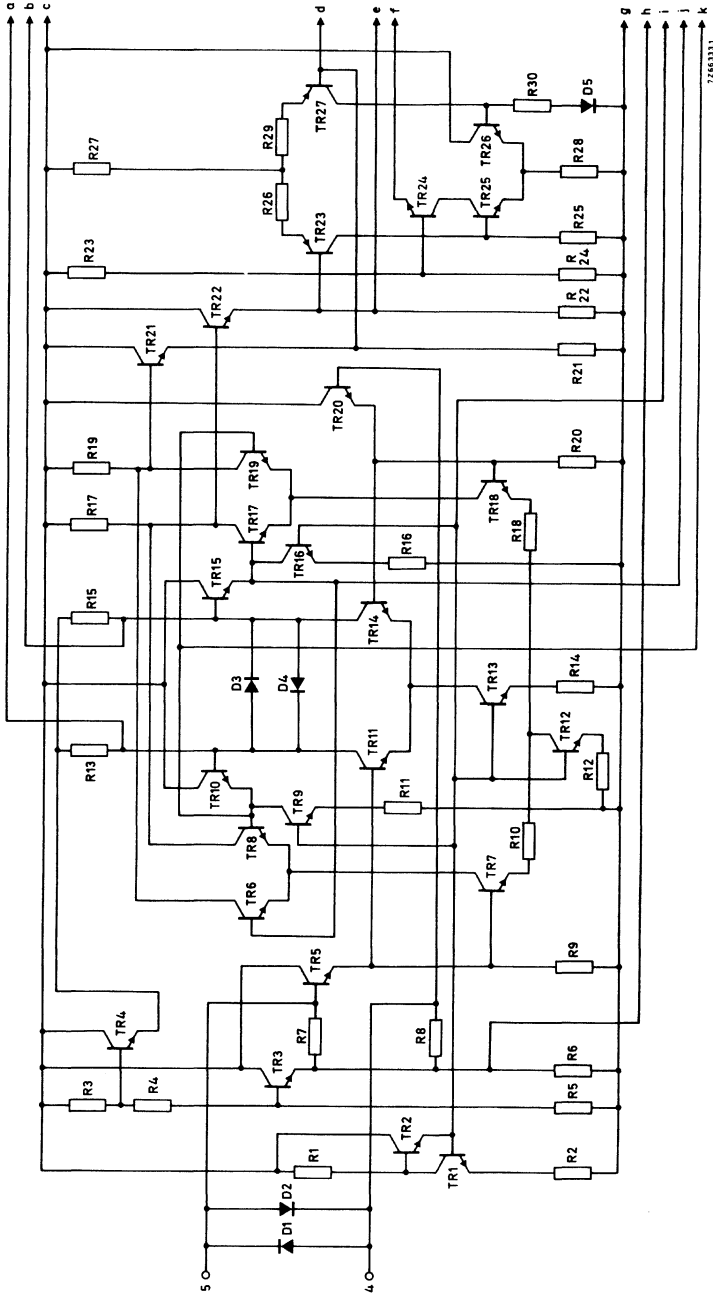 a
b
c
d
e
f
g
h
i
j
k
7Z66333.1
R27
R23
R29
R26
TR27
TR23
R30
D5
TR26
TR24
TR25
R28
R25
R
24
R
22
TR22
TR21
R21
TR20
R19
R17
TR19
TR17
R20
TR18
R18
TR16
R16
TR15
R15
D3
D4
TR14
TR13
R14
TR12
R12
R13
TR11
TR10
R11
TR9
TR8
R10
TR7
TR6
TR5
R9
TR4
R7
R8
TR3
R3
R4
R6
R5
TR2
R1
TR1
R2
D2
D1
5
4